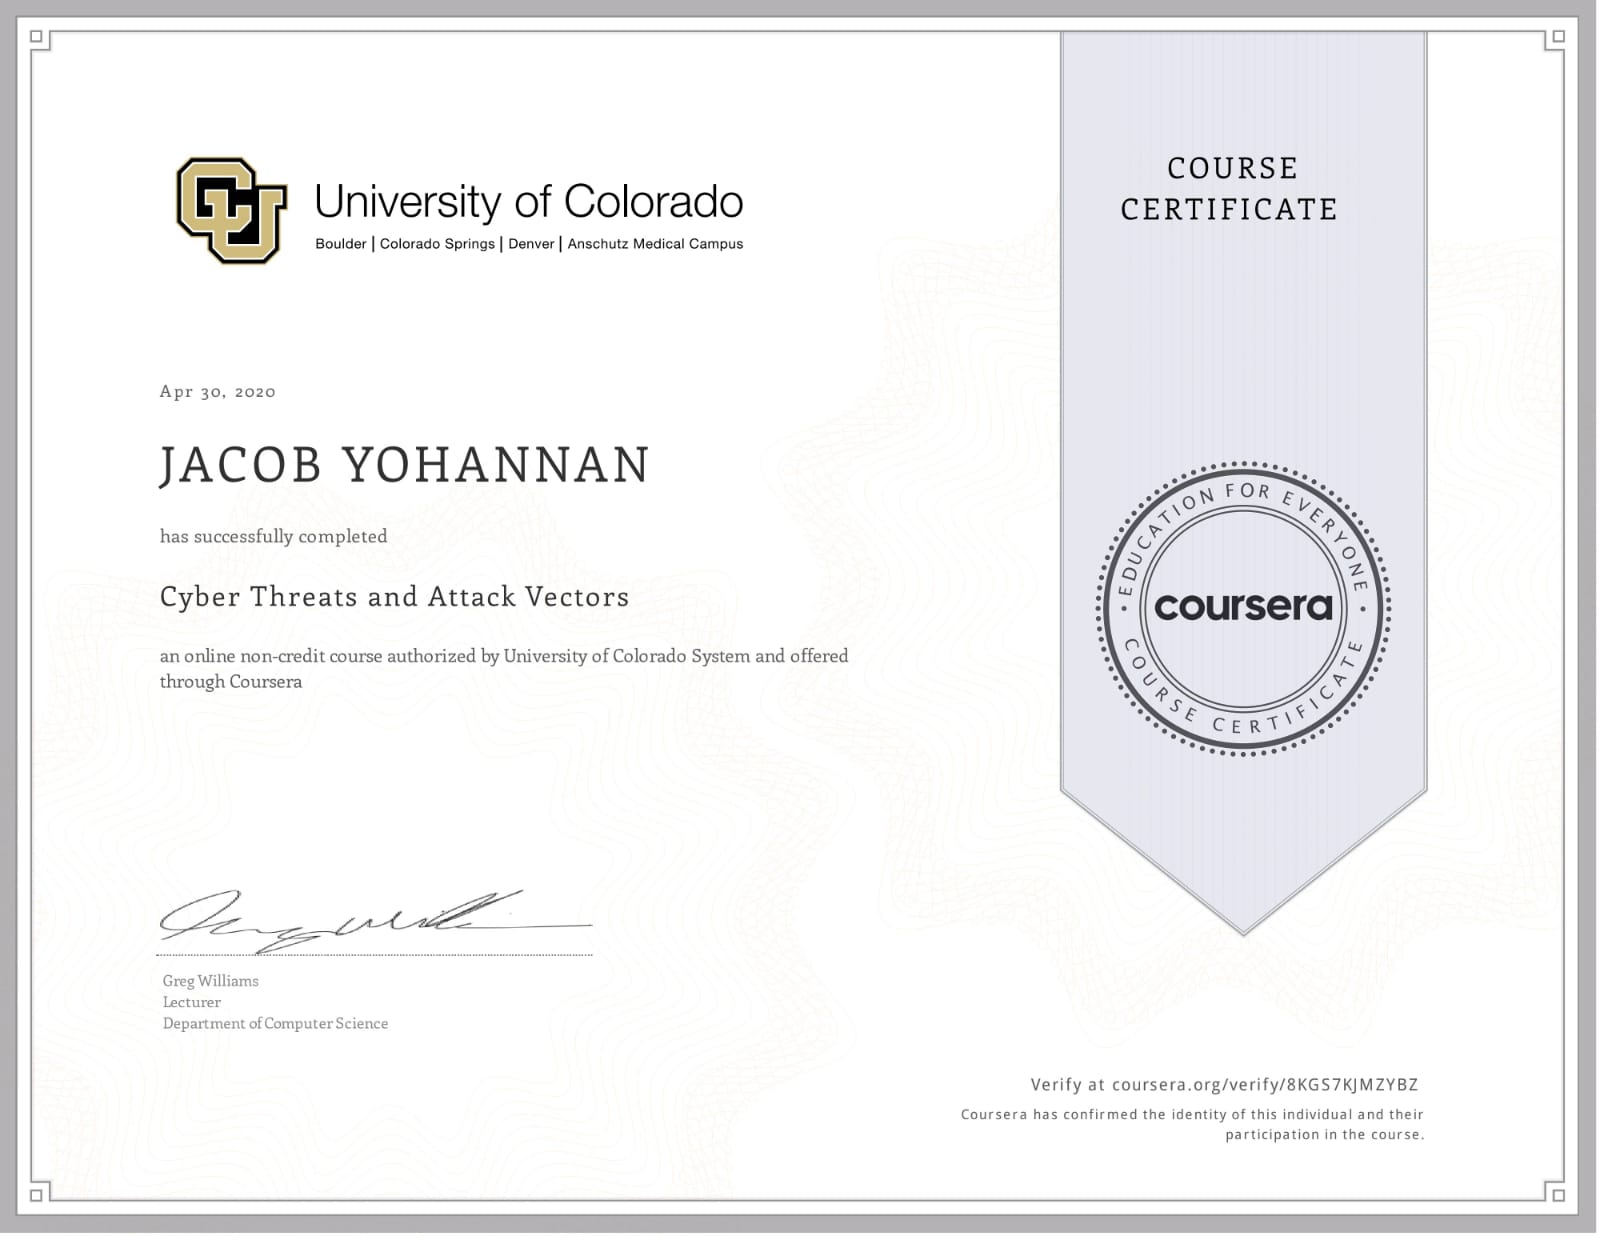 CU
University of Colorado
Boulder | Colorado Springs | Denver | Anschutz Medical Campus
COURSE
CERTIFICATE
Apr 30, 2020
JACOB YOHANNAN
has successfully completed
Cyber Threats and Attack Vectors
an online non-credit course authorized by University of Colorado System and offered
through Coursera
EDUCATION FOR EVERYONE
coursera
COURSE CERTIFICATE
Greg Williams
Lecturer
Department of Computer Science
Verify at coursera.org/verify/8KGS7KJMZYBZ
Coursera has confirmed the identity of this individual and their
participation in the course.